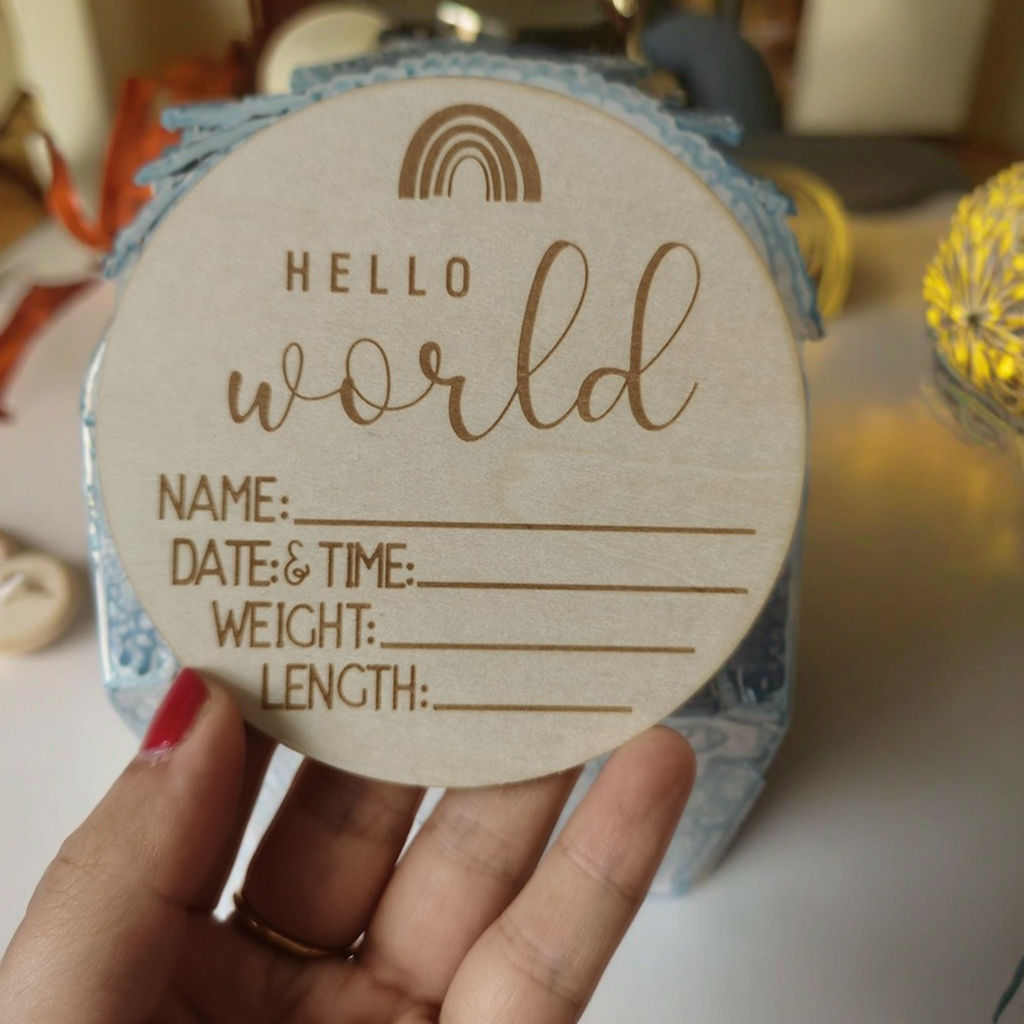 HELLO
world
NAME:
DATE:& TIME:
WEIGHT:
LENGTH: